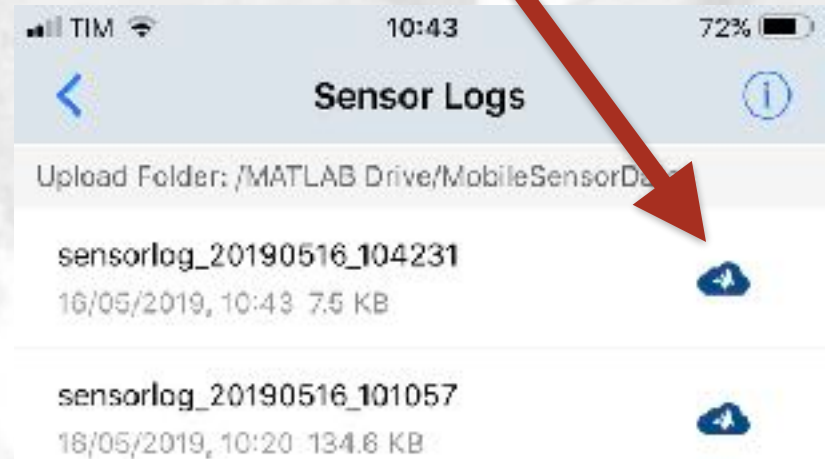 TIM 10:43 72%
Sensor Logs
Upload Folder: /MATLAB Drive/MobileSensorDa
sensorlog_20190516_104231
16/05/2019, 10:43 7.5 KB
sensorlog_20190516_101057
16/05/2019, 10:20 134.6 KB